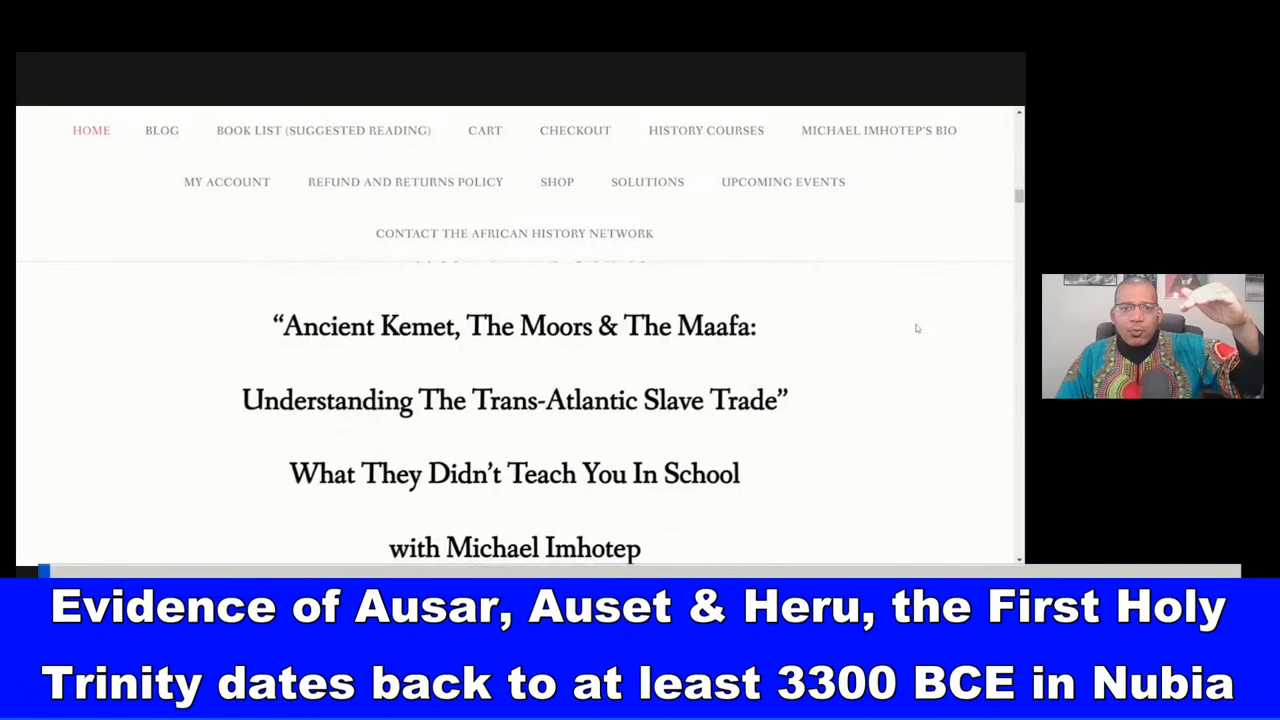 HOME BLOG BOOK LIST (SUGGESTED READING) CART CHECKOUT HISTORY COURSES MICHAEL IMHOTEP'S BIO
MY ACCOUNT REFUND AND RETURNS POLICY SHOP SOLUTIONS UPCOMING EVENTS
CONTACT THE AFRICAN HISTORY NETWORK
“Ancient Kemet, The Moors & The Maafa:
Understanding The Trans-Atlantic Slave Trade”
What They Didn’t Teach You In School
with Michael Imhotep
Evidence of Ausar, Auset & Heru, the First Holy
Trinity dates back to at least 3300 BCE in Nubia